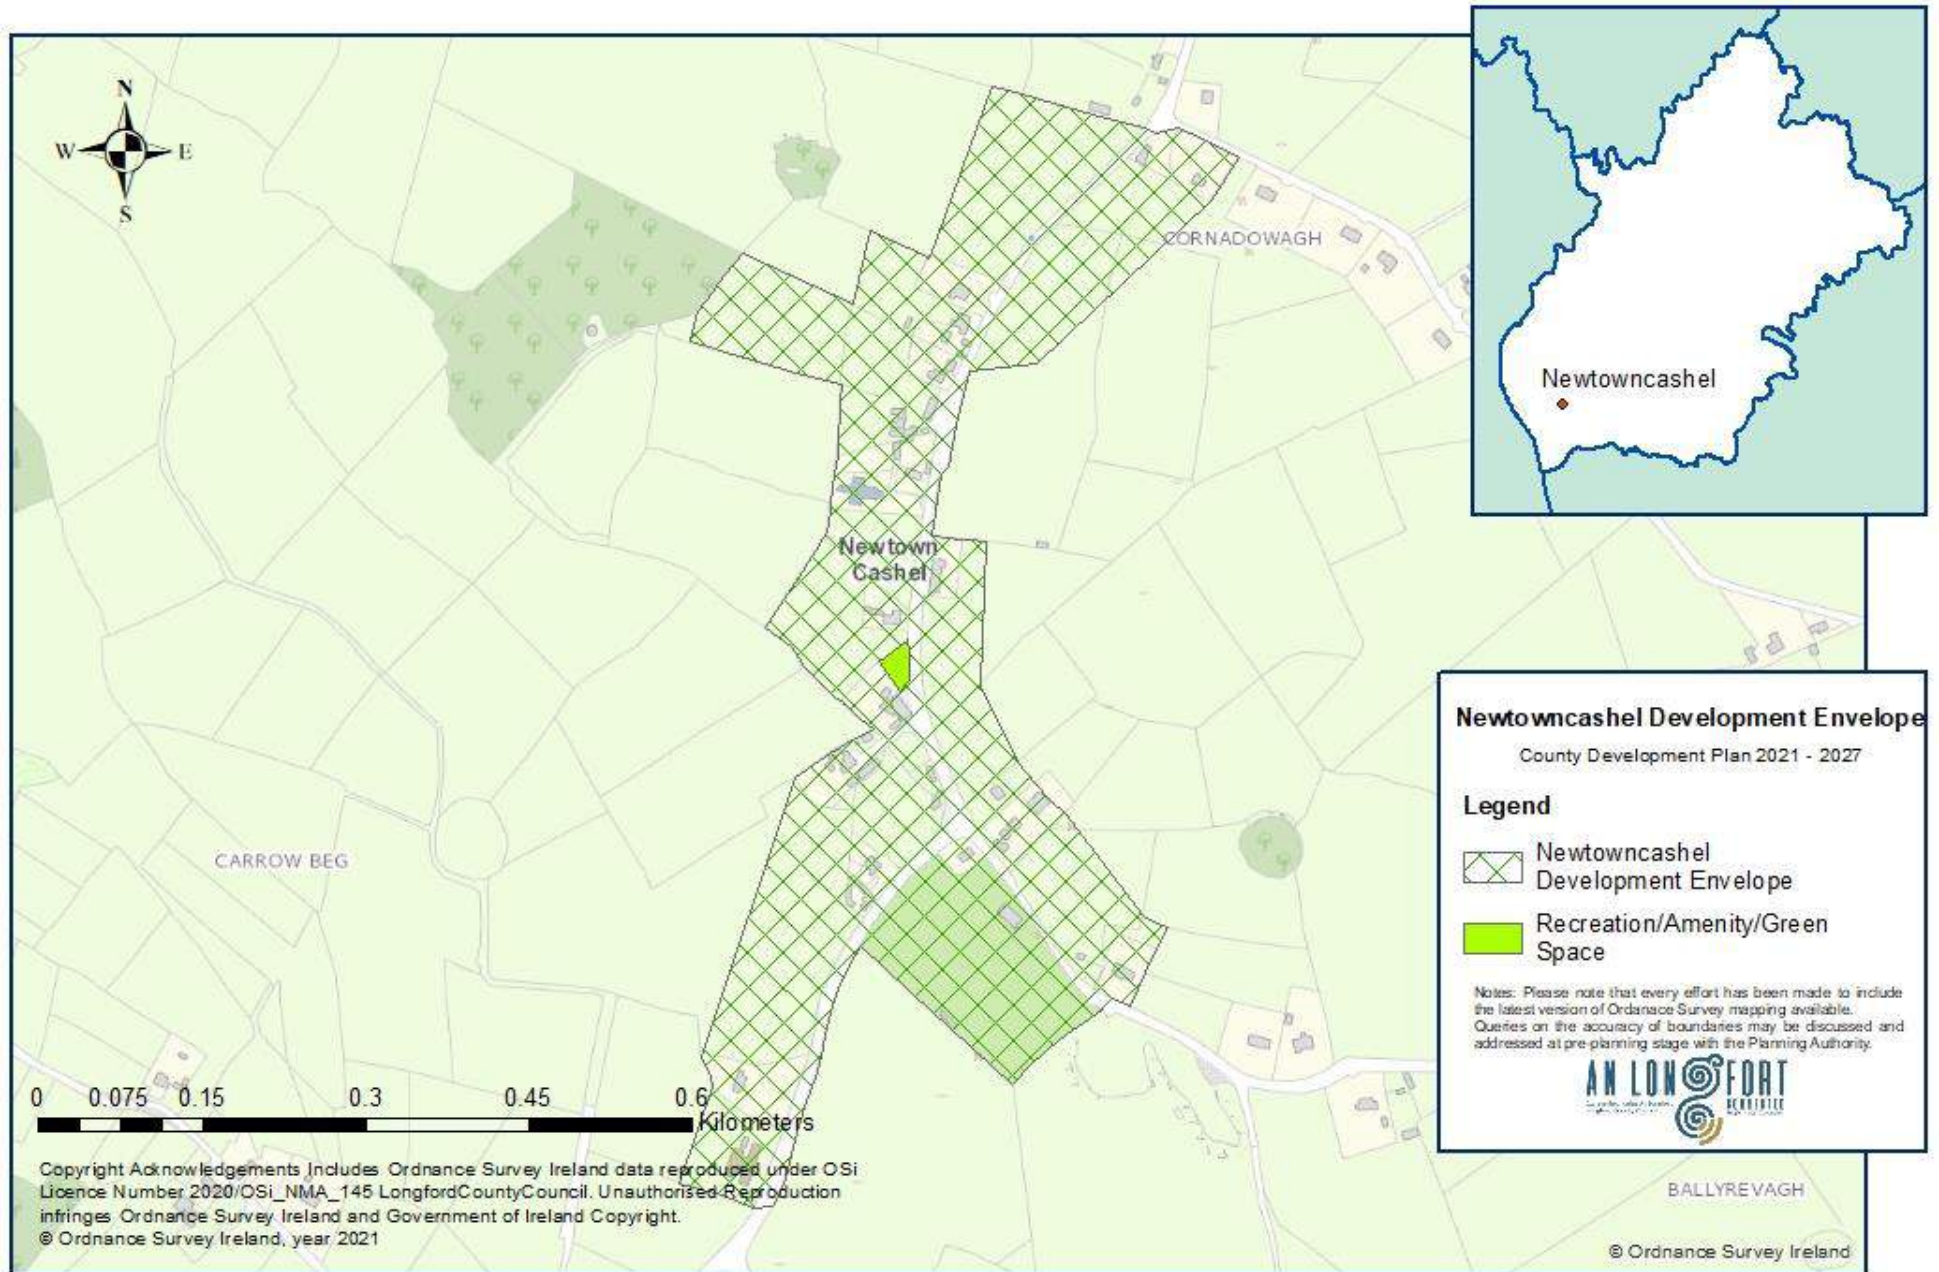 N
W
E
S
CORNADOWAGH
Newtowncashel
Newtown
Cashel
CARROW BEG
Newtowncashel Development Envelope
County Development Plan 2021 - 2027
Legend
Newtowncashel
Development Envelope
Recreation/Amenity/Green
Space
Notes: Please note that every effort has been made to include
the latest version of Ordanace Survey mapping available.
Queries on the accuracy of boundaries may be discussed and
addressed at pre-planning stage with the Planning Authority.
AN LONGFORT
0 0.075 0.15 0.3 0.45 0.6
Kilometers
Copyright Acknowledgements Includes Ordnance Survey Ireland data reproduced under OSi
Licence Number 2020/OSi_NMA_145 LongfordCountyCouncil. Unauthorised Reproduction
infringes Ordnance Survey Ireland and Government of Ireland Copyright.
© Ordnance Survey Ireland, year 2021
BALLYREVAGH
© Ordnance Survey Ireland